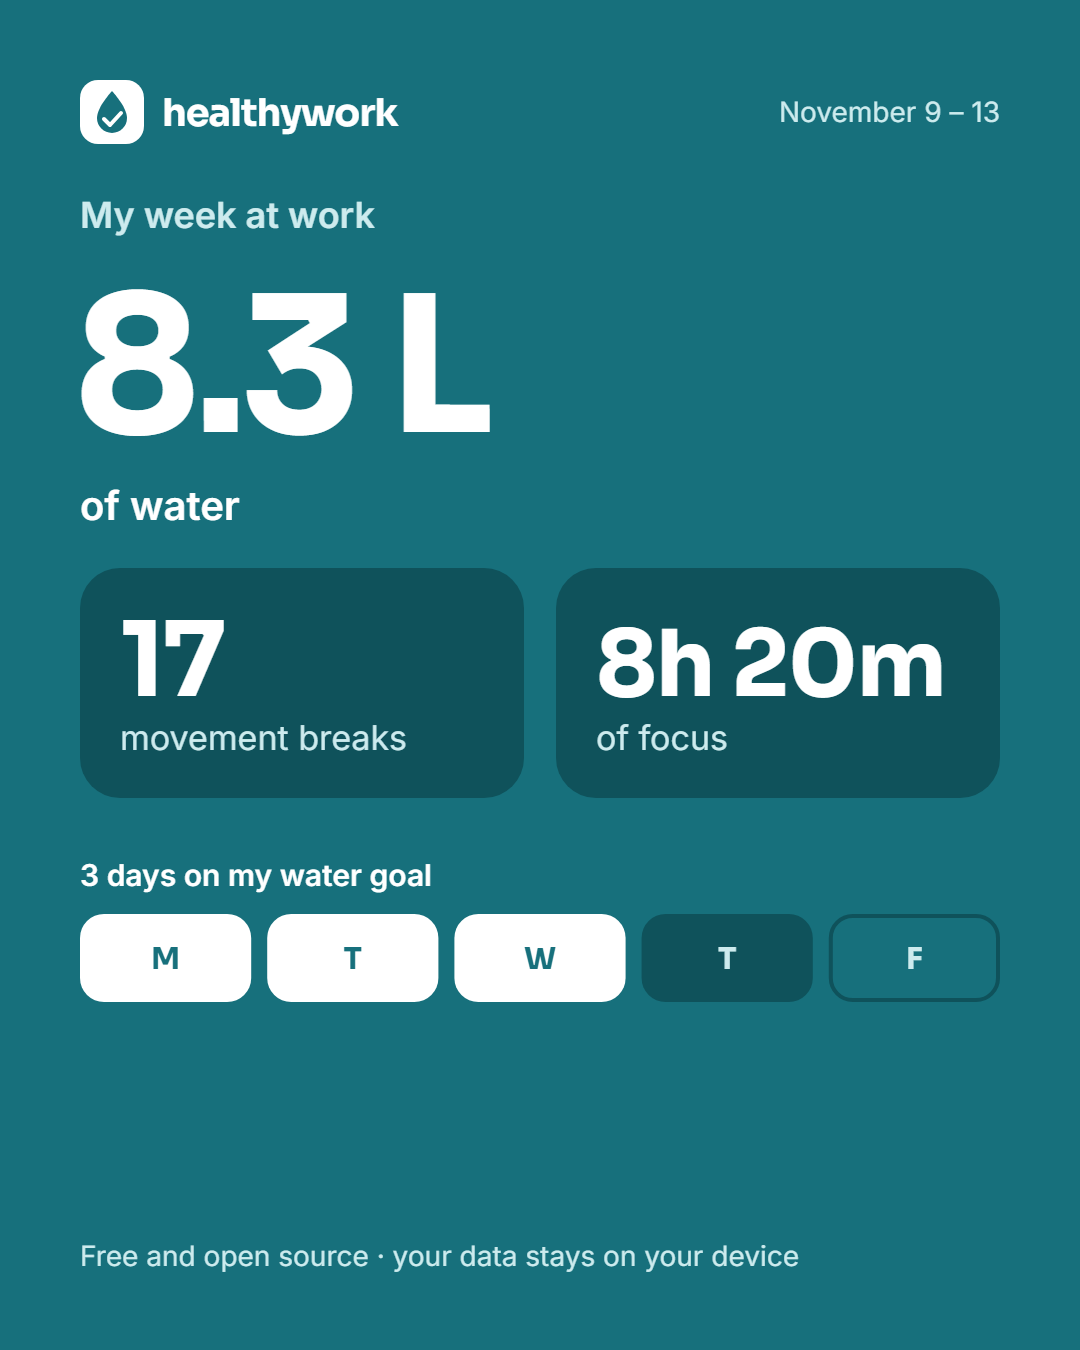 healthywork
November 9 – 13
My week at work
8.3 L
of water
17
movement breaks
8h 20m
of focus
3 days on my water goal
M T W T F
Free and open source · your data stays on your device